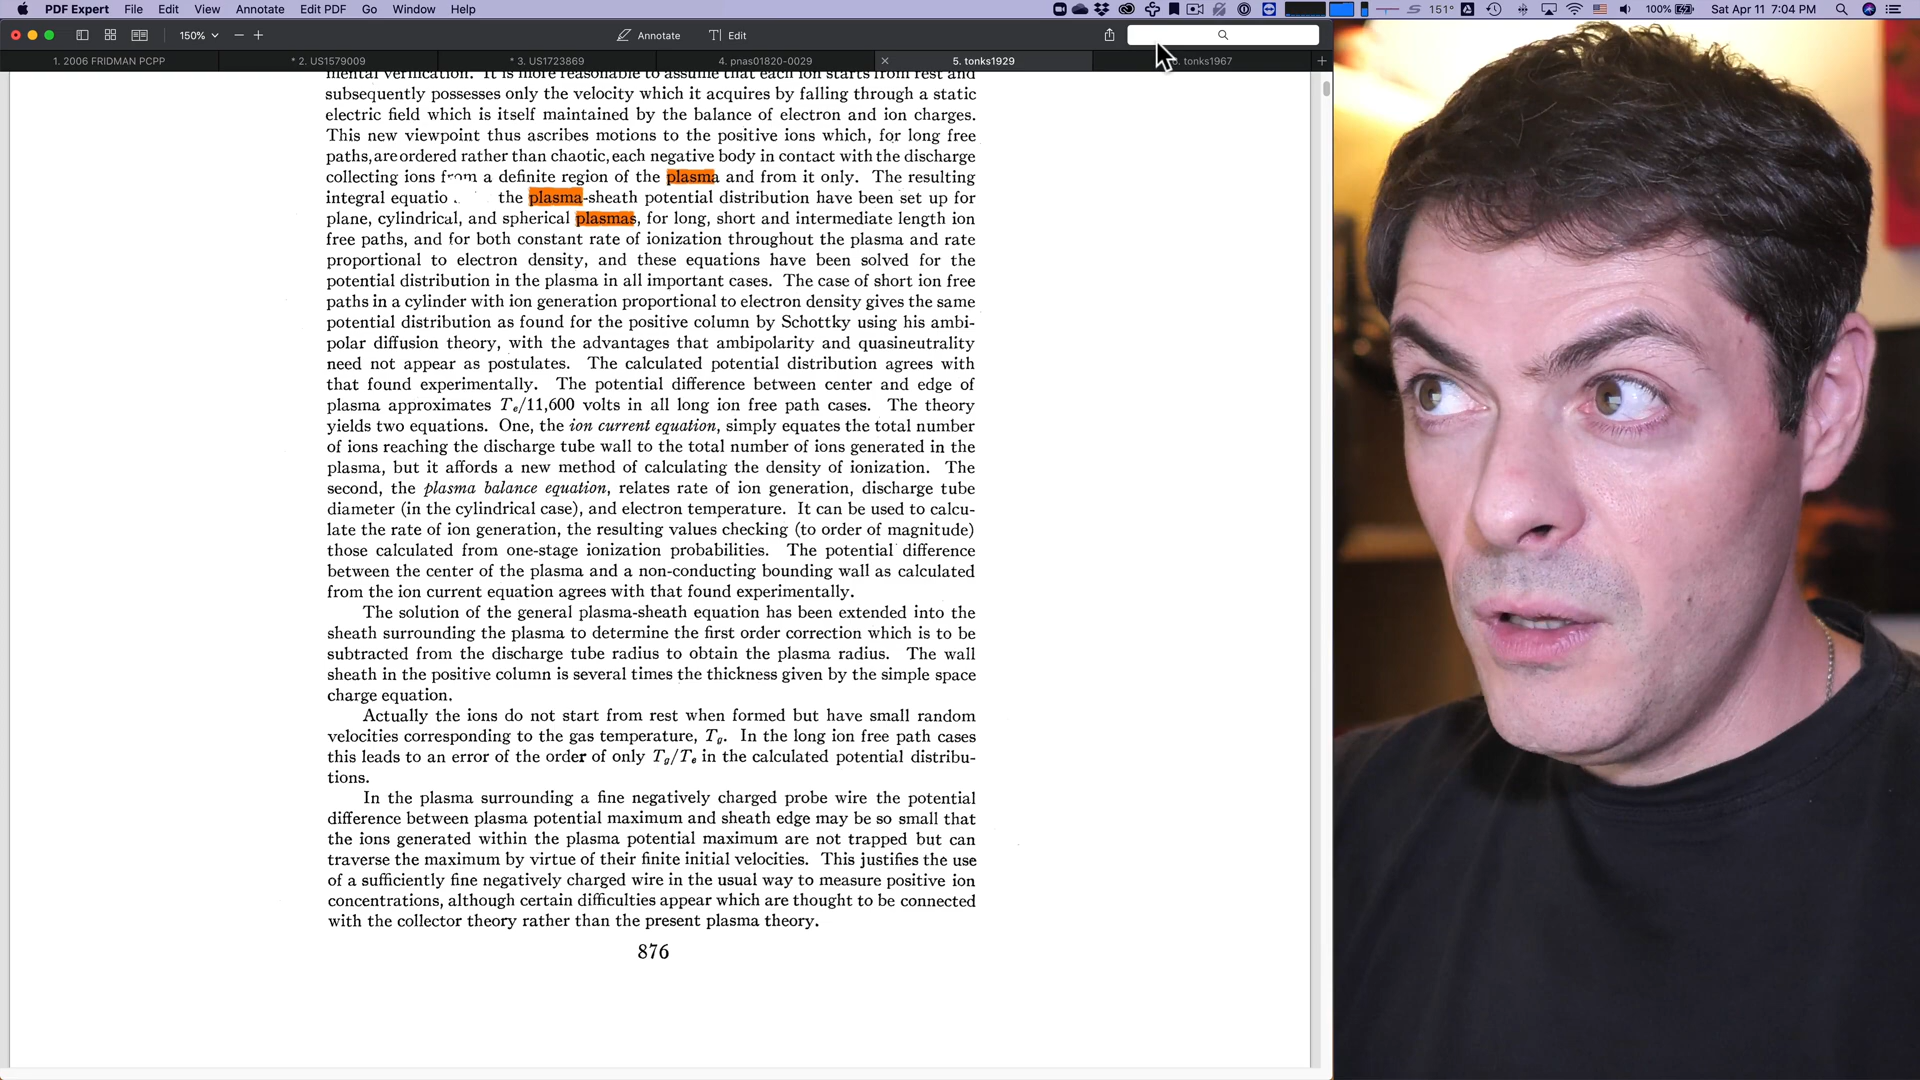 PDF Expert File Edit View Annotate Edit PDF Go Window Help 151° 100% Sat Apr 11 7:04 PM
150% Annotate Edit
1. 2006 FRIDMAN PCPP * 2. US1579009 * 3. US1723869 4. pnas01820-0029 5. tonks1929 tonks1967
mental verification. It is more reasonable to assume that each ion starts from rest and
subsequently possesses only the velocity which it acquires by falling through a static
electric field which is itself maintained by the balance of electron and ion charges.
This new viewpoint thus ascribes motions to the positive ions which, for long free
paths, are ordered rather than chaotic, each negative body in contact with the discharge
collecting ions from a definite region of the plasma and from it only. The resulting
integral equatio the plasma-sheath potential distribution have been set up for
plane, cylindrical, and spherical plasmas, for long, short and intermediate length ion
free paths, and for both constant rate of ionization throughout the plasma and rate
proportional to electron density, and these equations have been solved for the
potential distribution in the plasma in all important cases. The case of short ion free
paths in a cylinder with ion generation proportional to electron density gives the same
potential distribution as found for the positive column by Schottky using his ambi-
polar diffusion theory, with the advantages that ambipolarity and quasineutrality
need not appear as postulates. The calculated potential distribution agrees with
that found experimentally. The potential difference between center and edge of
plasma approximates Te/11,600 volts in all long ion free path cases. The theory
yields two equations. One, the ion current equation, simply equates the total number
of ions reaching the discharge tube wall to the total number of ions generated in the
plasma, but it affords a new method of calculating the density of ionization. The
second, the plasma balance equation, relates rate of ion generation, discharge tube
diameter (in the cylindrical case), and electron temperature. It can be used to calcu-
late the rate of ion generation, the resulting values checking (to order of magnitude)
those calculated from one-stage ionization probabilities. The potential difference
between the center of the plasma and a non-conducting bounding wall as calculated
from the ion current equation agrees with that found experimentally.
The solution of the general plasma-sheath equation has been extended into the
sheath surrounding the plasma to determine the first order correction which is to be
subtracted from the discharge tube radius to obtain the plasma radius. The wall
sheath in the positive column is several times the thickness given by the simple space
charge equation.
Actually the ions do not start from rest when formed but have small random
velocities corresponding to the gas temperature, Tg. In the long ion free path cases
this leads to an error of the order of only Tg/Te in the calculated potential distribu-
tions.
In the plasma surrounding a fine negatively charged probe wire the potential
difference between plasma potential maximum and sheath edge may be so small that
the ions generated within the plasma potential maximum are not trapped but can
traverse the maximum by virtue of their finite initial velocities. This justifies the use
of a sufficiently fine negatively charged wire in the usual way to measure positive ion
concentrations, although certain difficulties appear which are thought to be connected
with the collector theory rather than the present plasma theory.
876